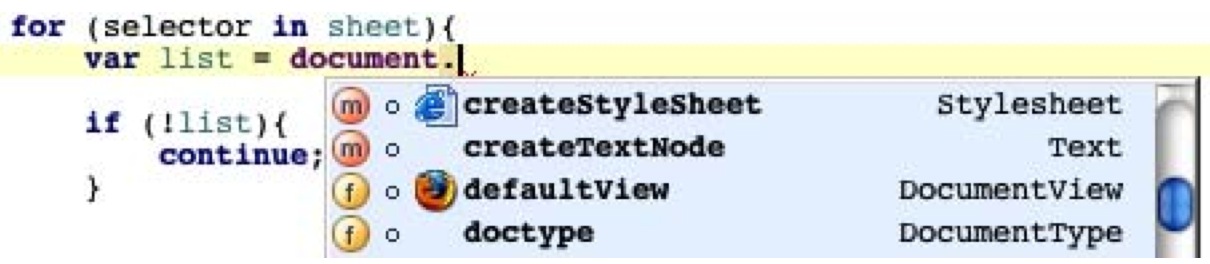 for (selector in sheet){
var list = document.
if (!list){
continue;
}
m createStyleSheet Stylesheet
m createTextNode Text
f defaultView DocumentView
f doctype DocumentType